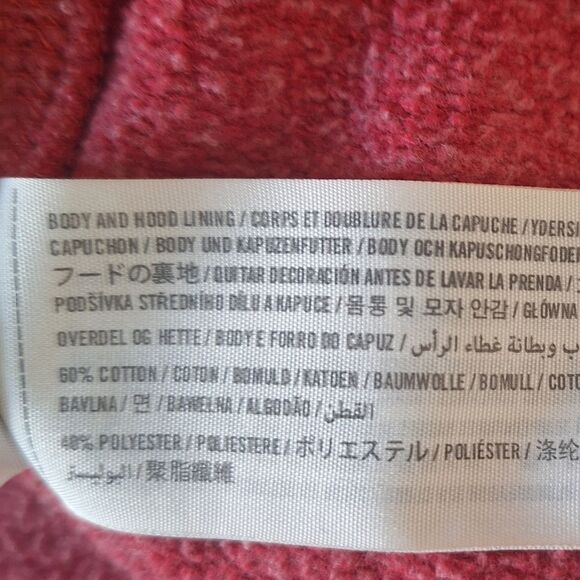 BODY AND HOOD LINING / CORPS ET DOUBLURE DE LA CAPUCHE / YDERSI
CAPUCHON / BODY UND KAPUZENFUTTER / BODY OCH KAPUSCHONGFODER
フードの裏地 / QUITAR DECORACIÓN ANTES DE LAVAR LA PRENDA /
PODŠÍVKA STŘEDNÍHO DÍLU A KAPUCE / 몸통 및 모자 안감 / GŁÓWNA
OVERDEL OG HETTE / BODY E FORRO DO CAPUZ / ب وبطانة غطاء الرأس
60% COTTON / COTON / BOMULD / KATOEN / BAUMWOLLE / BOMULL / COTO
BAVLNA / 면 / BAWEŁNA / ALGODÃO / القطن
40% POLYESTER / POLIESTERE / ポリエステル / POLIÉSTER / 涤纶
البوليستر / 聚脂纖維